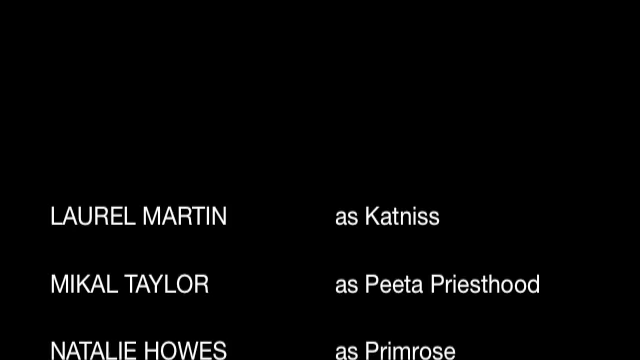 LAUREL MARTIN as Katniss
MIKAL TAYLOR as Peeta Priesthood
NATALIE HOWES as Primrose